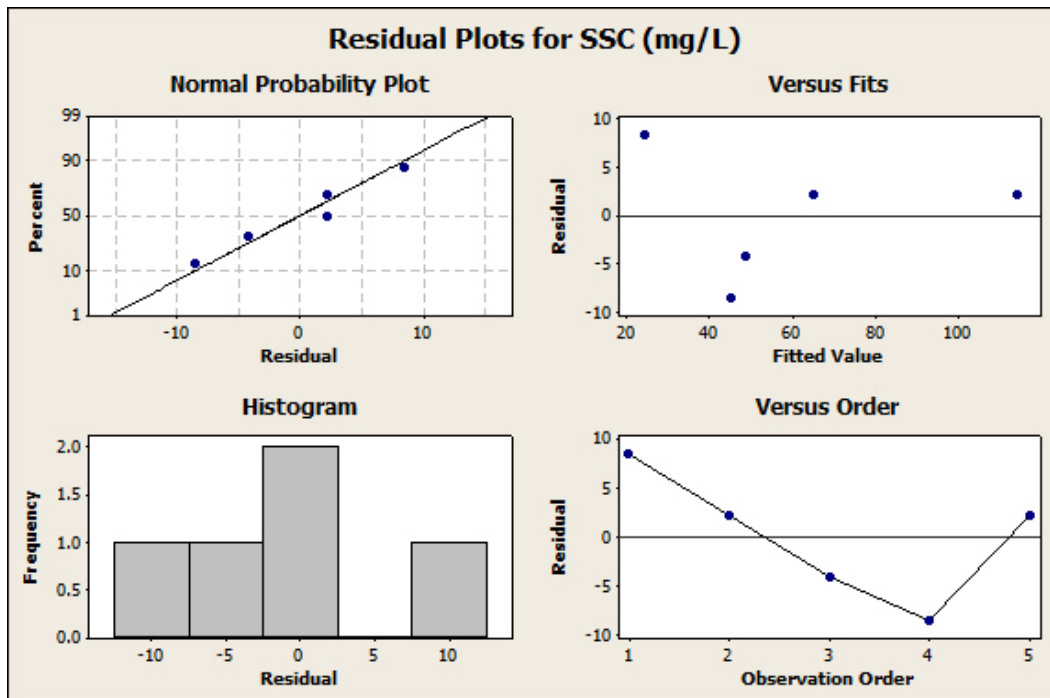 Residual Plots for SSC (mg/L)
Normal Probability Plot
99
90
50
10
1
Percent
-10 0 10
Residual
Versus Fits
10
5
0
-5
-10
Residual
20 40 60 80 100
Fitted Value
Histogram
2.0
1.5
1.0
0.5
0.0
Frequency
-10 -5 0 5 10
Residual
Versus Order
10
5
0
-5
-10
Residual
1 2 3 4 5
Observation Order